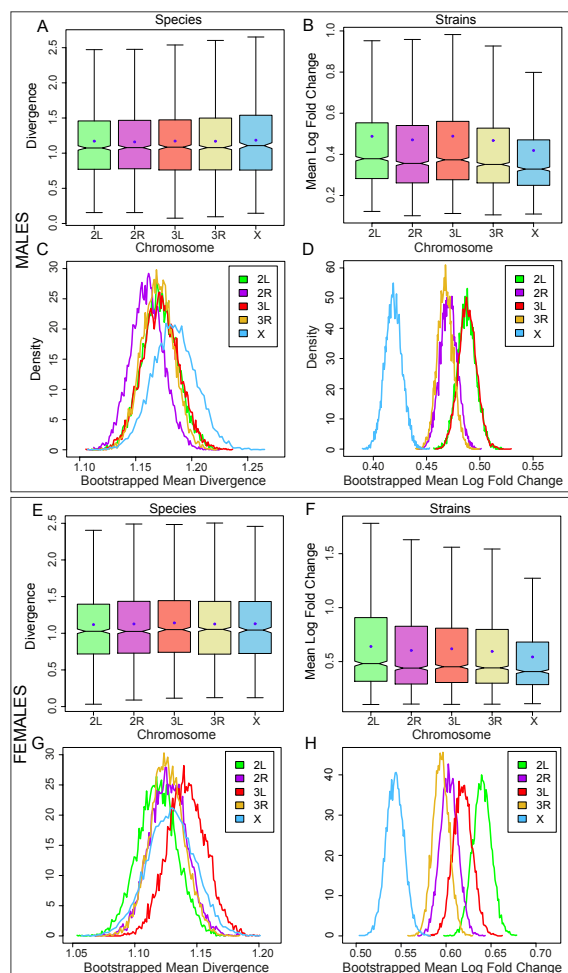 MALES
A
Species
Divergence
2.5
2.0
1.5
1.0
0.5
0.0
2L 2R 3L 3R X
Chromosome
B
Strains
Mean Log Fold Change
1.0
0.8
0.6
0.4
0.2
2L 2R 3L 3R X
Chromosome
C
Density
30
25
20
15
10
5
0
2L
2R
3L
3R
X
1.10 1.15 1.20 1.25
Bootstrapped Mean Divergence
D
Density
60
50
40
30
20
10
0
2L
2R
3L
3R
X
0.40 0.45 0.50 0.55
Bootstrapped Mean Log Fold Change
FEMALES
E
Species
Divergence
2.5
2.0
1.5
1.0
0.5
0.0
2L 2R 3L 3R X
Chromosome
F
Strains
Mean Log Fold Change
1.5
1.0
0.5
2L 2R 3L 3R X
Chromosome
G
30
25
20
15
10
5
0
2L
2R
3L
3R
X
1.05 1.10 1.15 1.20
Bootstrapped Mean Divergence
H
40
30
20
10
0
2L
2R
3L
3R
X
0.50 0.55 0.60 0.65 0.70
Bootstrapped Mean Log Fold Change